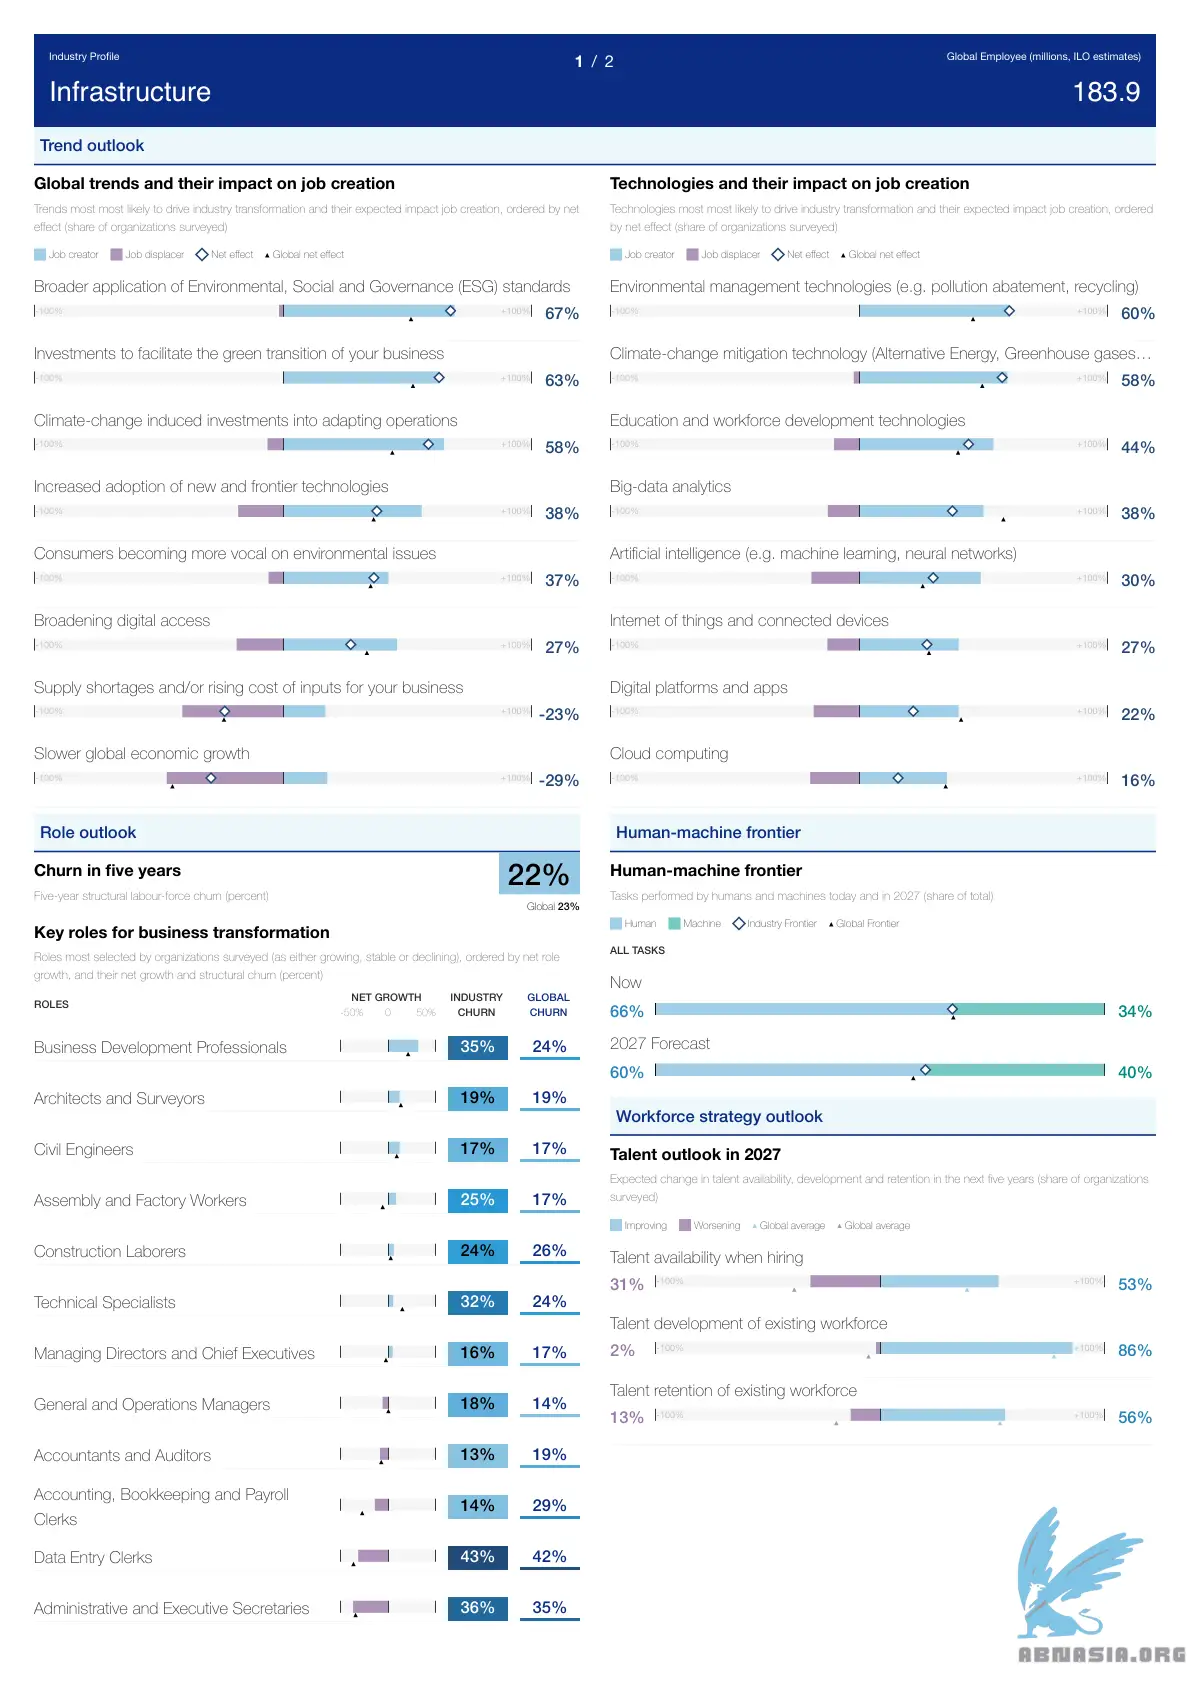 Industry Profile
1 / 2
Global Employee (millions, ILO estimates)
Infrastructure
183.9
Trend outlook
Global trends and their impact on job creation
Trends most most likely to drive industry transformation and their expected impact job creation, ordered by net
effect (share of organizations surveyed)
Job creator Job displacer Net effect Global net effect
Broader application of Environmental, Social and Governance (ESG) standards
-100% +100% 67%
Investments to facilitate the green transition of your business
-100% +100% 63%
Climate-change induced investments into adapting operations
-100% +100% 58%
Increased adoption of new and frontier technologies
-100% +100% 38%
Consumers becoming more vocal on environmental issues
-100% +100% 37%
Broadening digital access
-100% +100% 27%
Supply shortages and/or rising cost of inputs for your business
-100% +100% -23%
Slower global economic growth
-100% +100% -29%
Technologies and their impact on job creation
Technologies most most likely to drive industry transformation and their expected impact job creation, ordered
by net effect (share of organizations surveyed)
Job creator Job displacer Net effect Global net effect
Environmental management technologies (e.g. pollution abatement, recycling)
-100% +100% 60%
Climate-change mitigation technology (Alternative Energy, Greenhouse gases…
-100% +100% 58%
Education and workforce development technologies
-100% +100% 44%
Big-data analytics
-100% +100% 38%
Artificial intelligence (e.g. machine learning, neural networks)
-100% +100% 30%
Internet of things and connected devices
-100% +100% 27%
Digital platforms and apps
-100% +100% 22%
Cloud computing
-100% +100% 16%
Role outlook
Churn in five years
22%
Five-year structural labour-force churn (percent)
Global 23%
Key roles for business transformation
Roles most selected by organizations surveyed (as either growing, stable or declining), ordered by net role
growth, and their net growth and structural churn (percent)
ROLES
NET GROWTH INDUSTRY GLOBAL
-50% 0 50% CHURN CHURN
Business Development Professionals 35% 24%
Architects and Surveyors 19% 19%
Civil Engineers 17% 17%
Assembly and Factory Workers 25% 17%
Construction Laborers 24% 26%
Technical Specialists 32% 24%
Managing Directors and Chief Executives 16% 17%
General and Operations Managers 18% 14%
Accountants and Auditors 13% 19%
Accounting, Bookkeeping and Payroll
Clerks 14% 29%
Data Entry Clerks 43% 42%
Administrative and Executive Secretaries 36% 35%
Human-machine frontier
Human-machine frontier
Tasks performed by humans and machines today and in 2027 (share of total)
Human Machine Industry Frontier Global Frontier
ALL TASKS
Now
66% 34%
2027 Forecast
60% 40%
Workforce strategy outlook
Talent outlook in 2027
Expected change in talent availability, development and retention in the next five years (share of organizations
surveyed)
Improving Worsening Global average Global average
Talent availability when hiring
31% -100% +100% 53%
Talent development of existing workforce
2% -100% +100% 86%
Talent retention of existing workforce
13% -100% +100% 56%
ABNASIA.ORG